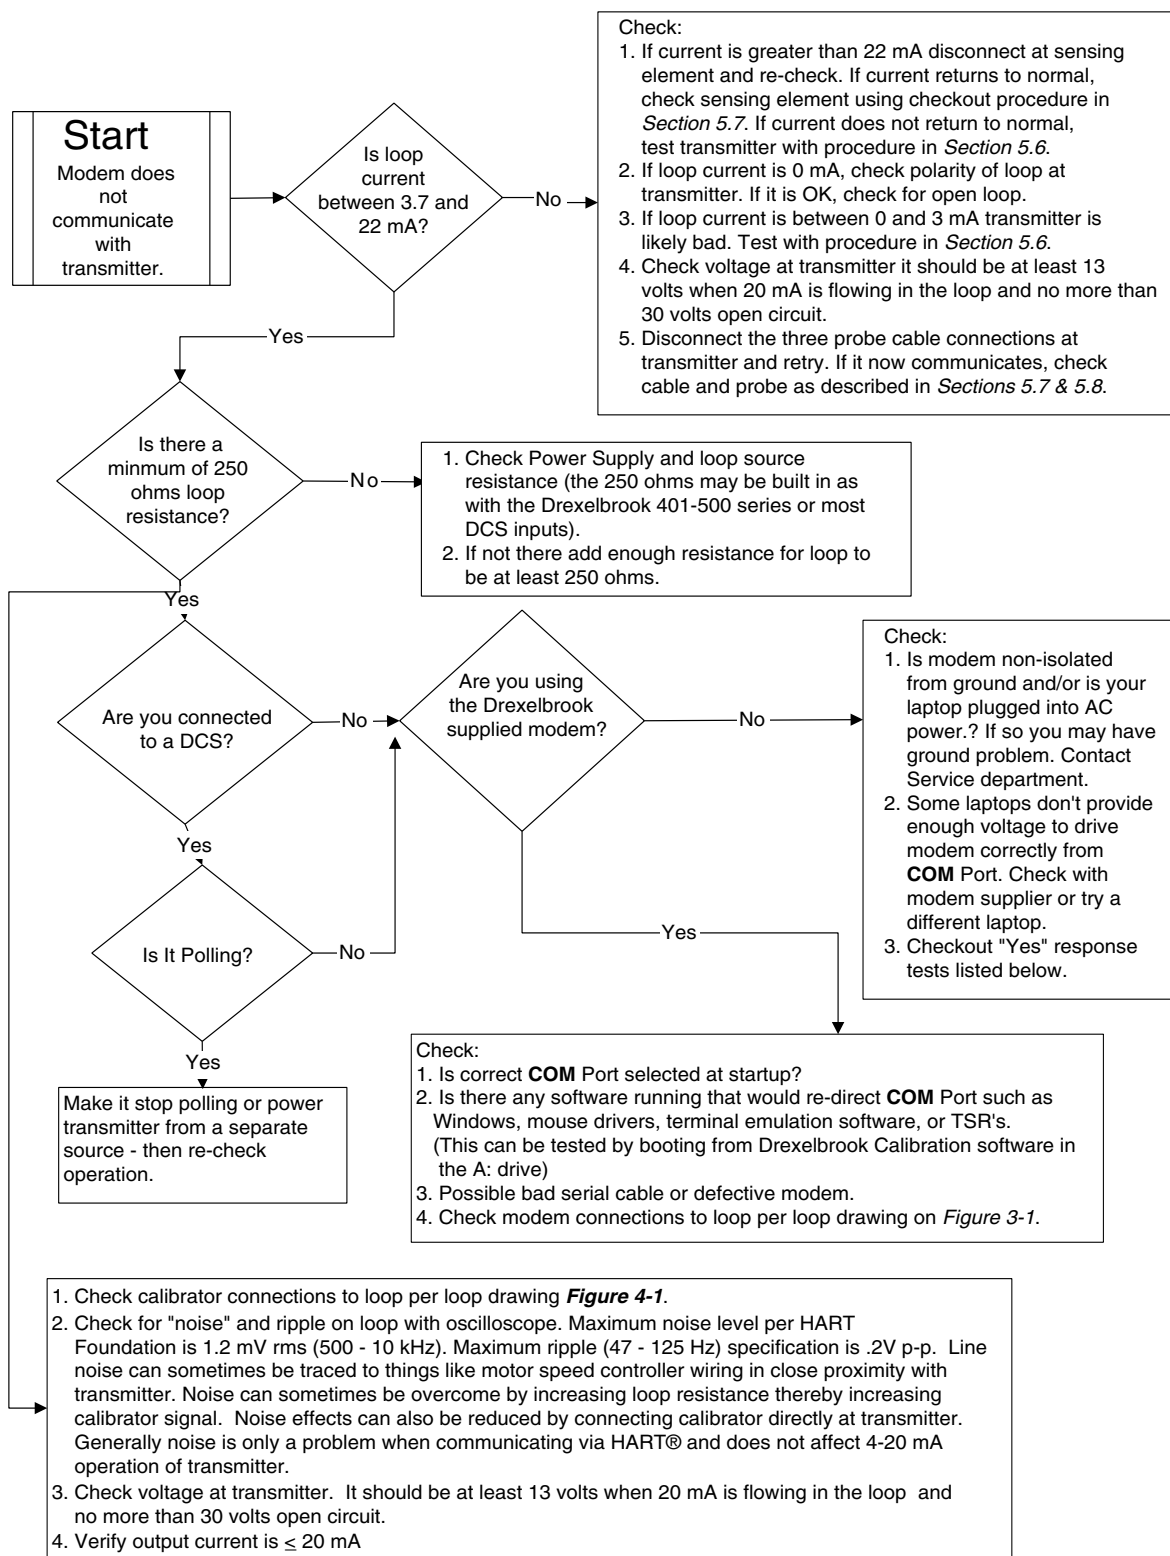 Start
Modem does
not
communicate
with
transmitter.
Is loop
current
between 3.7 and
22 mA?
No
Check:
1. If current is greater than 22 mA disconnect at sensing
element and re-check. If current returns to normal,
check sensing element using checkout procedure in
Section 5.7. If current does not return to normal,
test transmitter with procedure in Section 5.6.
2. If loop current is 0 mA, check polarity of loop at
transmitter. If it is OK, check for open loop.
3. If loop current is between 0 and 3 mA transmitter is
likely bad. Test with procedure in Section 5.6.
4. Check voltage at transmitter it should be at least 13
volts when 20 mA is flowing in the loop and no more than
30 volts open circuit.
5. Disconnect the three probe cable connections at
transmitter and retry. If it now communicates, check
cable and probe as described in Sections 5.7 & 5.8.
Yes
Is there a
minmum of 250
ohms loop
resistance?
No
1. Check Power Supply and loop source
resistance (the 250 ohms may be built in as
with the Drexelbrook 401-500 series or most
DCS inputs).
2. If not there add enough resistance for loop to
be at least 250 ohms.
Yes
Are you connected
to a DCS?
No
Are you using
the Drexelbrook
supplied modem?
No
Check:
1. Is modem non-isolated
from ground and/or is your
laptop plugged into AC
power.? If so you may have
ground problem. Contact
Service department.
2. Some laptops don't provide
enough voltage to drive
modem correctly from
COM Port. Check with
modem supplier or try a
different laptop.
3. Checkout "Yes" response
tests listed below.
Yes
Is It Polling?
No
Yes
Yes
Make it stop polling or power
transmitter from a separate
source - then re-check
operation.
Check:
1. Is correct COM Port selected at startup?
2. Is there any software running that would re-direct COM Port such as
Windows, mouse drivers, terminal emulation software, or TSR's.
(This can be tested by booting from Drexelbrook Calibration software in
the A: drive)
3. Possible bad serial cable or defective modem.
4. Check modem connections to loop per loop drawing on Figure 3-1.
1. Check calibrator connections to loop per loop drawing Figure 4-1.
2. Check for "noise" and ripple on loop with oscilloscope. Maximum noise level per HART
Foundation is 1.2 mV rms (500 - 10 kHz). Maximum ripple (47 - 125 Hz) specification is .2V p-p. Line
noise can sometimes be traced to things like motor speed controller wiring in close proximity with
transmitter. Noise can sometimes be overcome by increasing loop resistance thereby increasing
calibrator signal. Noise effects can also be reduced by connecting calibrator directly at transmitter.
Generally noise is only a problem when communicating via HART® and does not affect 4-20 mA
operation of transmitter.
3. Check voltage at transmitter. It should be at least 13 volts when 20 mA is flowing in the loop and
no more than 30 volts open circuit.
4. Verify output current is ≤ 20 mA